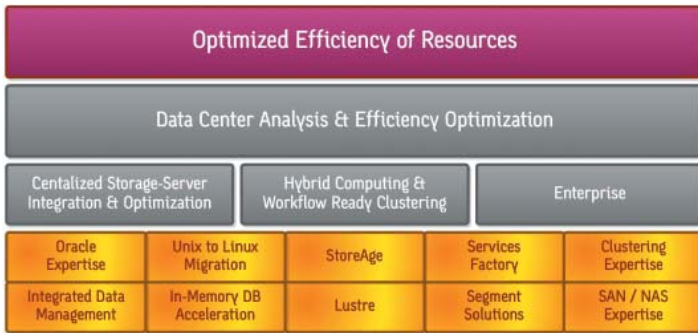 Optimized Efficiency of Resources
Data Center Analysis & Efficiency Optimization
Centalized Storage-Server
Integration & Optimization
Hybrid Computing &
Workflow Ready Clustering
Enterprise
Oracle
Expertise
Unix to Linux
Migration
StoreAge
Services
Factory
Clustering
Expertise
Integrated Data
Management
In-Memory DB
Acceleration
Lustre
Segment
Solutions
SAN / NAS
Expertise